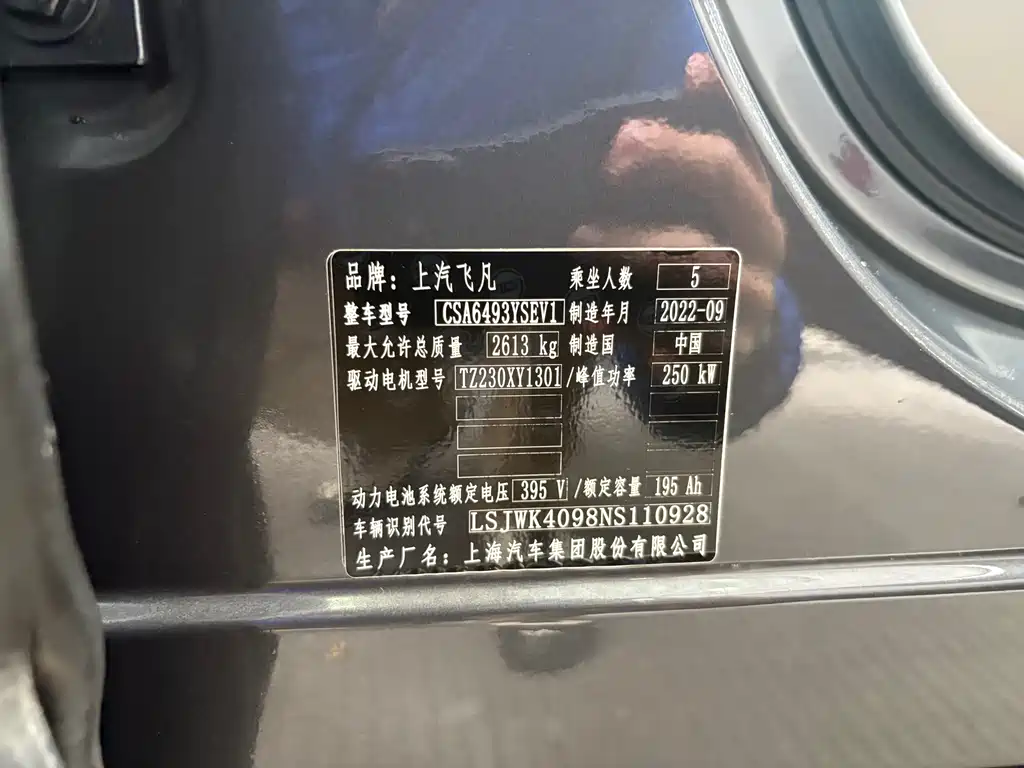 品牌：上汽飞凡 乘坐人数 5
整车型号 CSA6493YSEV1 制造年月 2022-09
最大允许总质量 2613 kg 制造国 中国
驱动电机型号 TZ230XY1301 /峰值功率 250 kW
动力电池系统额定电压 395 V /额定容量 195 Ah
车辆识别代号 LSJWK4098NS110928
生产厂名：上海汽车集团股份有限公司